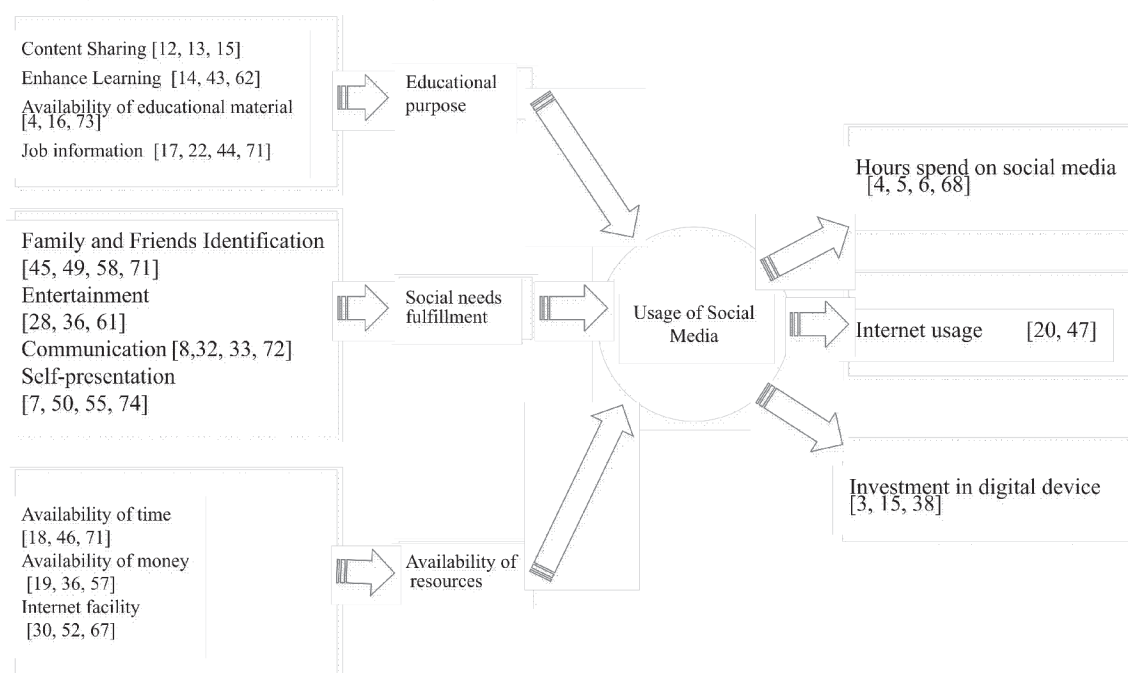 Content Sharing [12, 13, 15]
Enhance Learning [14, 43, 62]
Availability of educational material
[4, 16, 73]
Job information [17, 22, 44, 71]
Educational
purpose
Family and Friends Identification
[45, 49, 58, 71]
Entertainment
[28, 36, 61]
Communication [8,32, 33, 72]
Self-presentation
[7, 50, 55, 74]
Social needs
fulfillment
Availability of time
[18, 46, 71]
Availability of money
[19, 36, 57]
Internet facility
[30, 52, 67]
Availability of
resources
Usage of Social
Media
Hours spend on social media
[4, 5, 6, 68]
Internet usage [20, 47]
Investment in digital device
[3, 15, 38]